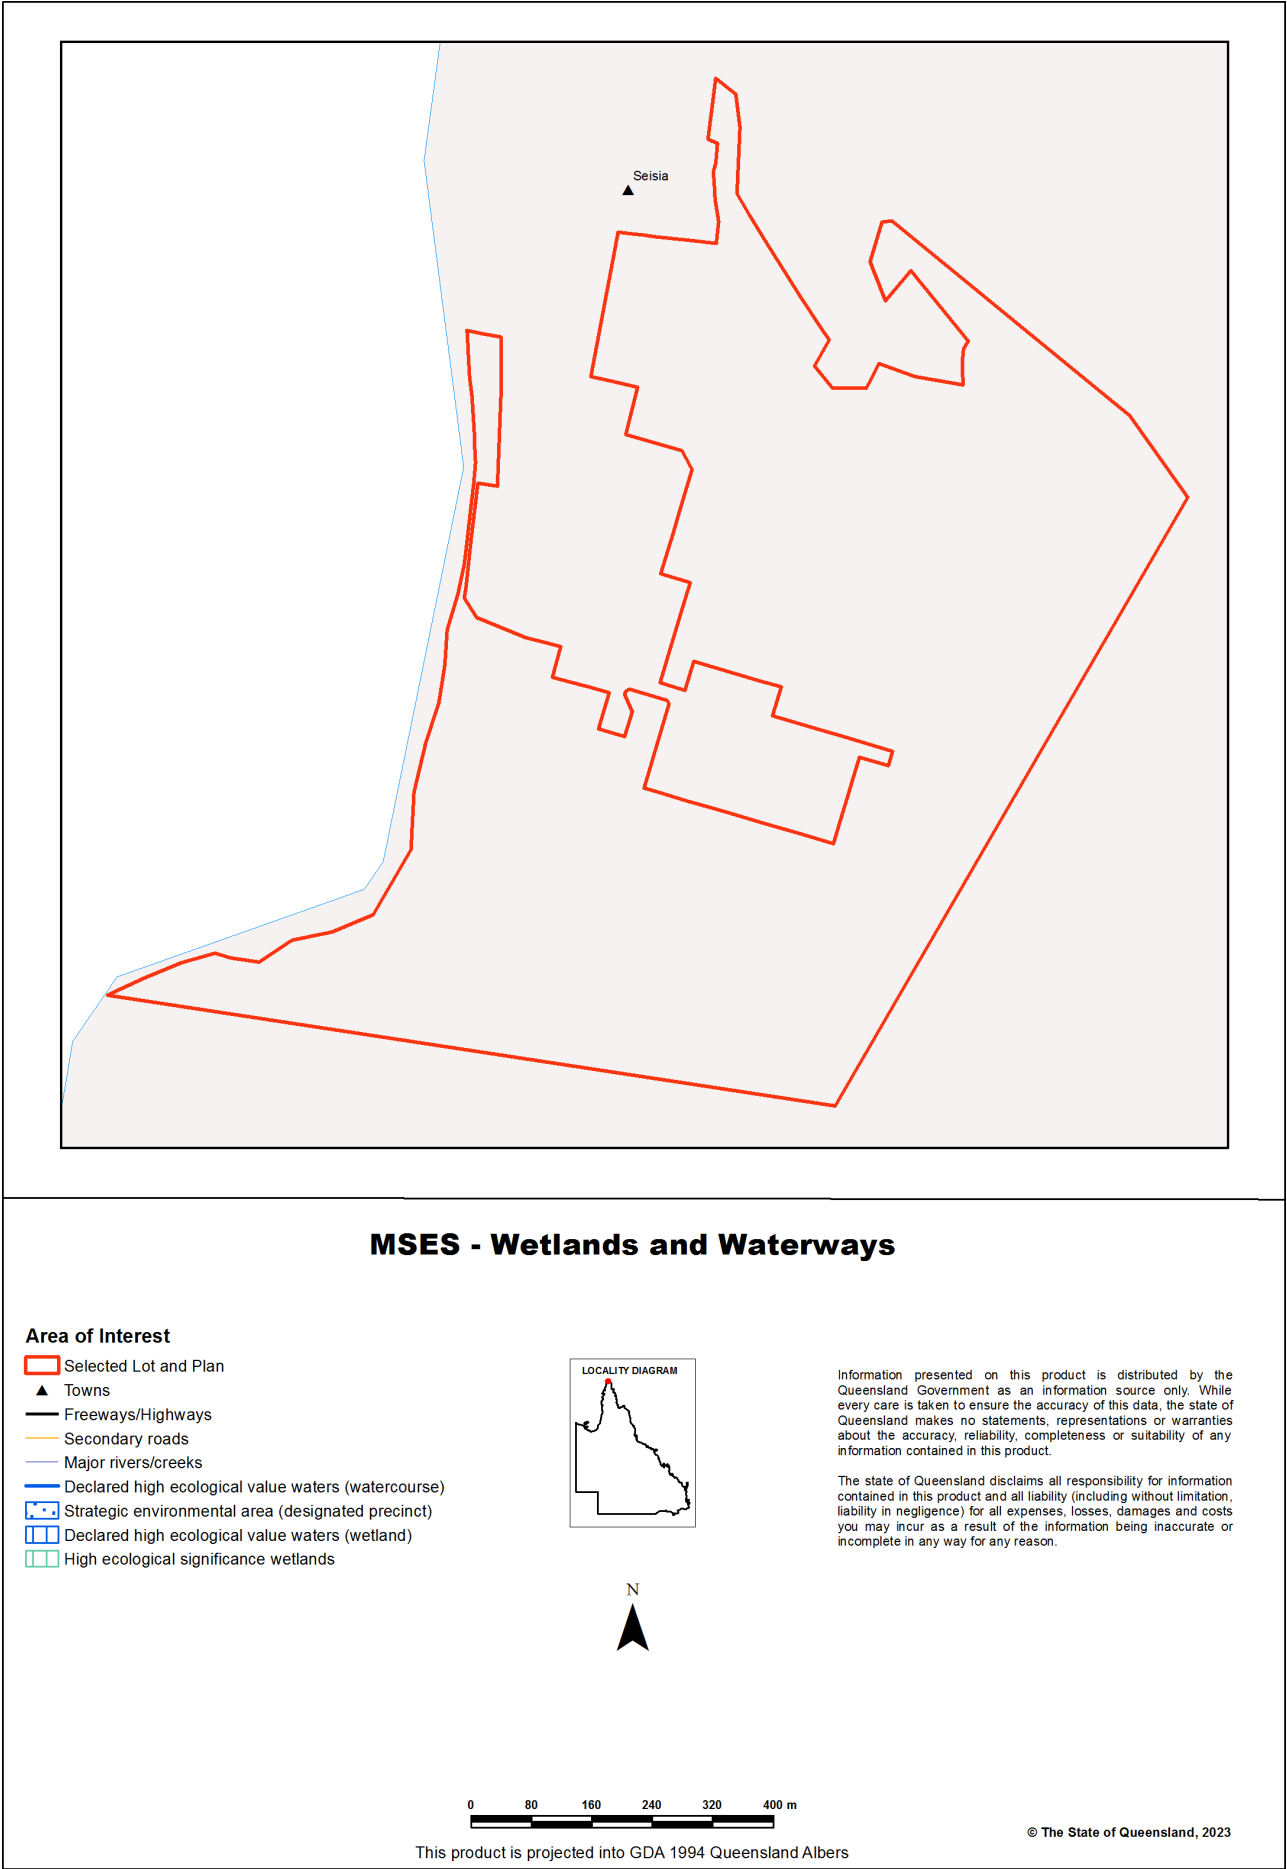 Seisia
MSES - Wetlands and Waterways
Area of Interest
Selected Lot and Plan
Towns
Freeways/Highways
Secondary roads
Major rivers/creeks
Declared high ecological value waters (watercourse)
Strategic environmental area (designated precinct)
Declared high ecological value waters (wetland)
High ecological significance wetlands
LOCALITY DIAGRAM
N
Information presented on this product is distributed by the
Queensland Government as an information source only. While
every care is taken to ensure the accuracy of this data, the state of
Queensland makes no statements, representations or warranties
about the accuracy, reliability, completeness or suitability of any
information contained in this product.
The state of Queensland disclaims all responsibility for information
contained in this product and all liability (including without limitation,
liability in negligence) for all expenses, losses, damages and costs
you may incur as a result of the information being inaccurate or
incomplete in any way for any reason.
0 80 160 240 320 400 m
This product is projected into GDA 1994 Queensland Albers
© The State of Queensland, 2023